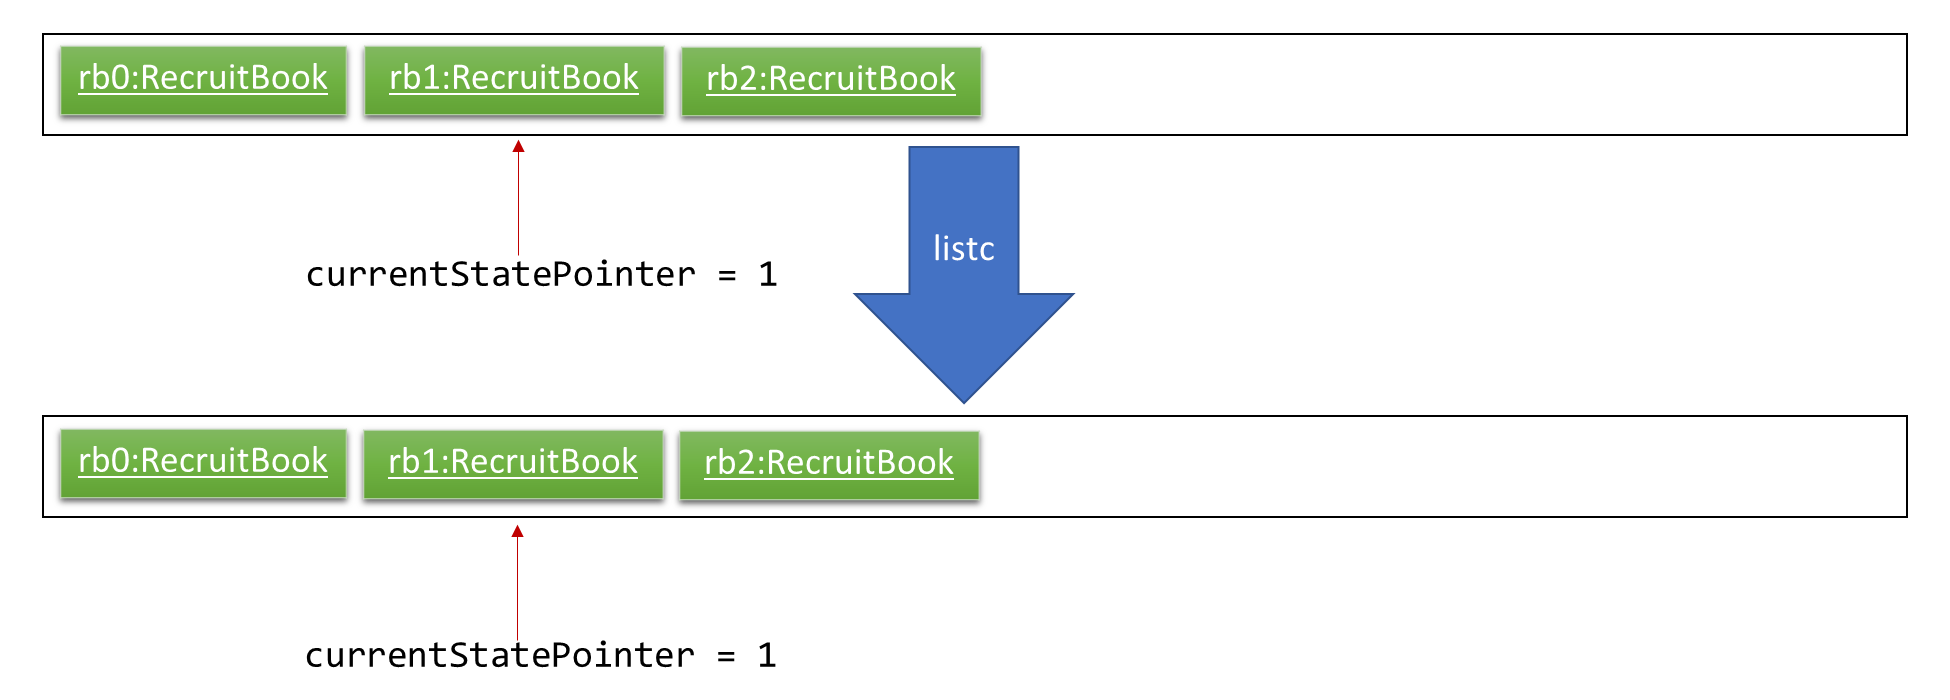 rb0:RecruitBook rb1:RecruitBook rb2:RecruitBook
listc
currentStatePointer = 1
rb0:RecruitBook rb1:RecruitBook rb2:RecruitBook
currentStatePointer = 1